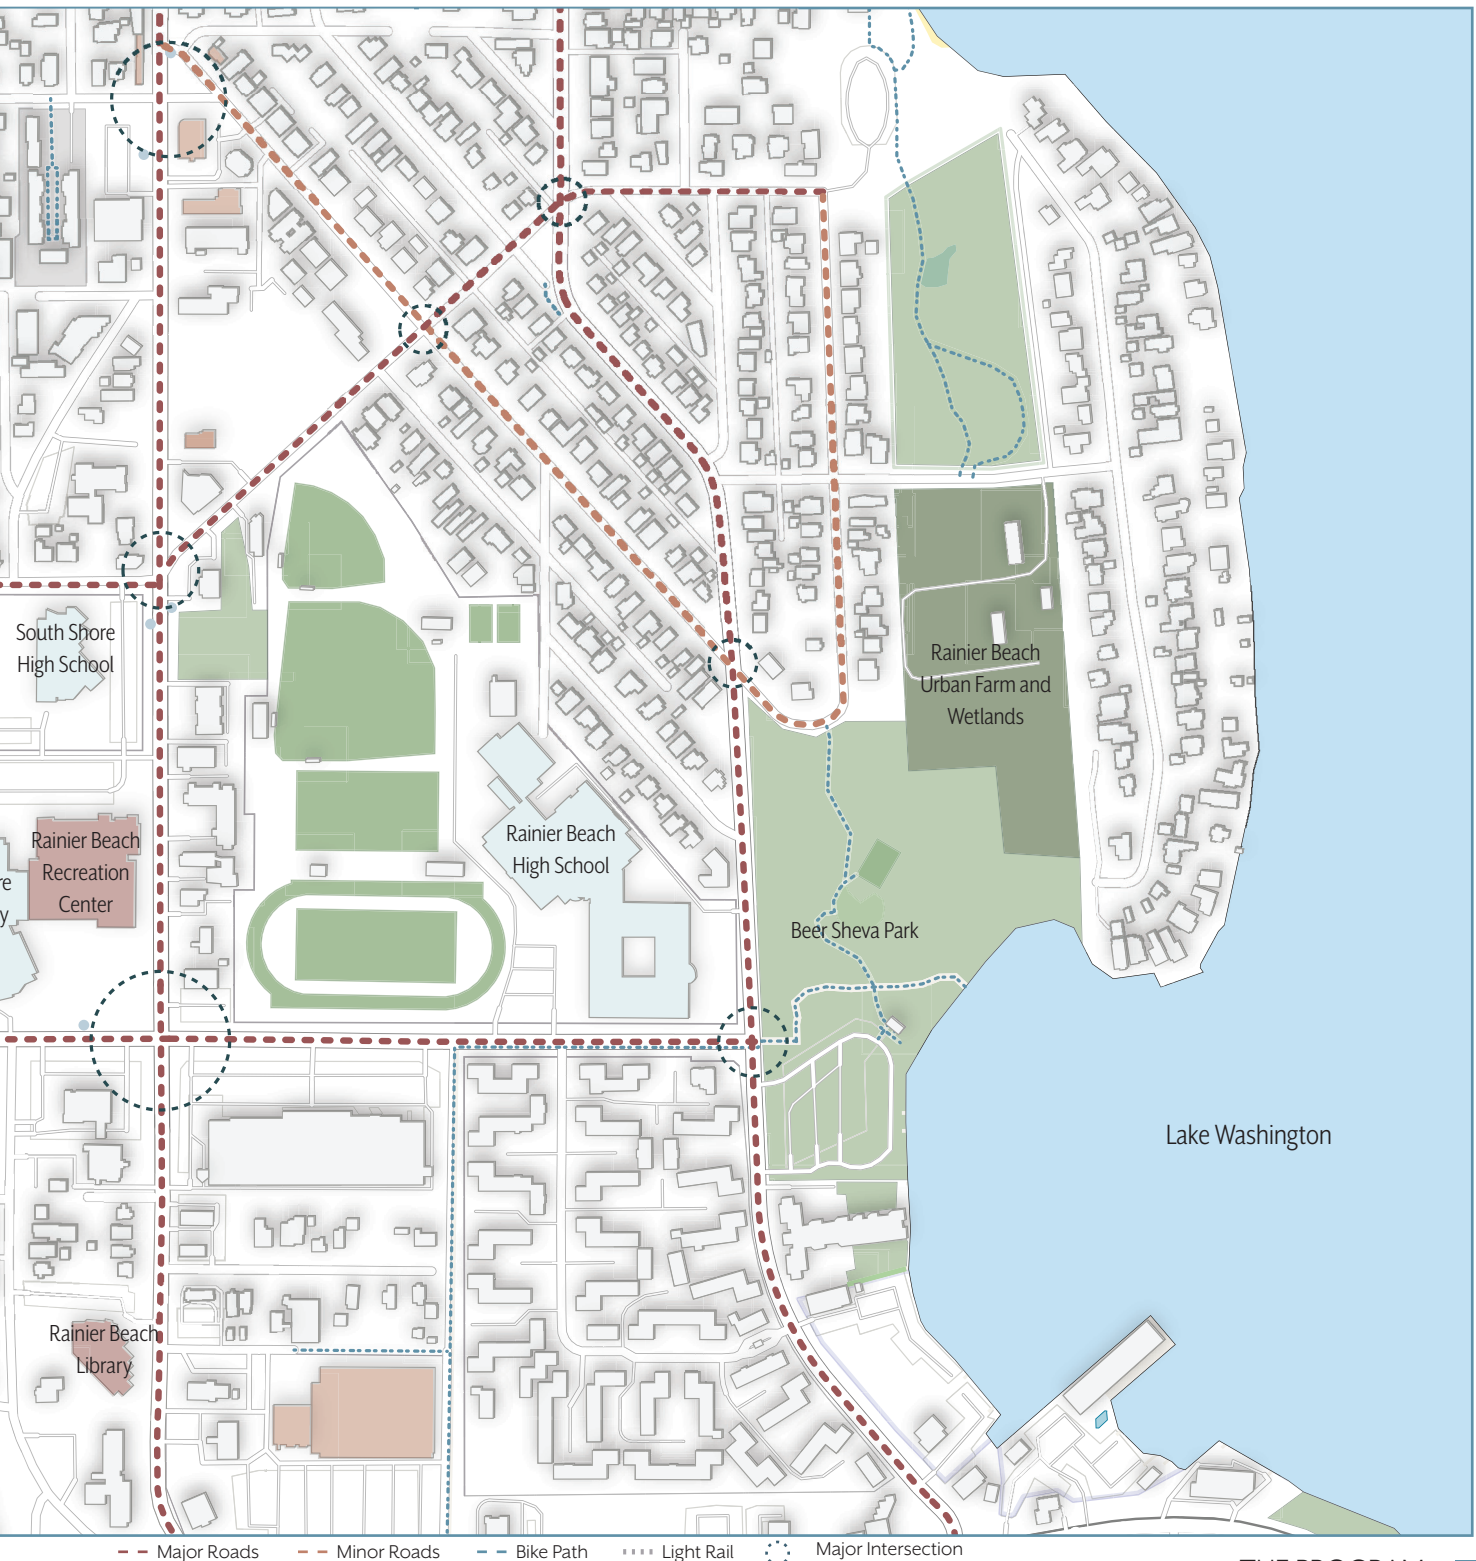 South Shore
High School
Rainier Beach
Urban Farm and
Wetlands
Rainier Beach
Recreation
Center
Rainier Beach
High School
re
y
Beer Sheva Park
Lake Washington
Rainier Beach
Library
Major Roads
Minor Roads
Bike Path
Light Rail
Major Intersection